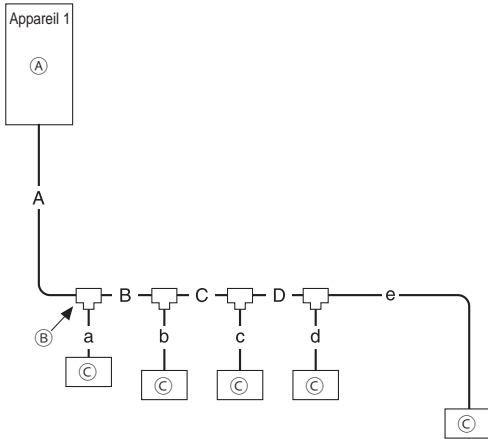 Appareil 1
Ⓐ
A
B C D e
Ⓑ a b c d
Ⓒ Ⓒ Ⓒ Ⓒ
Ⓒ